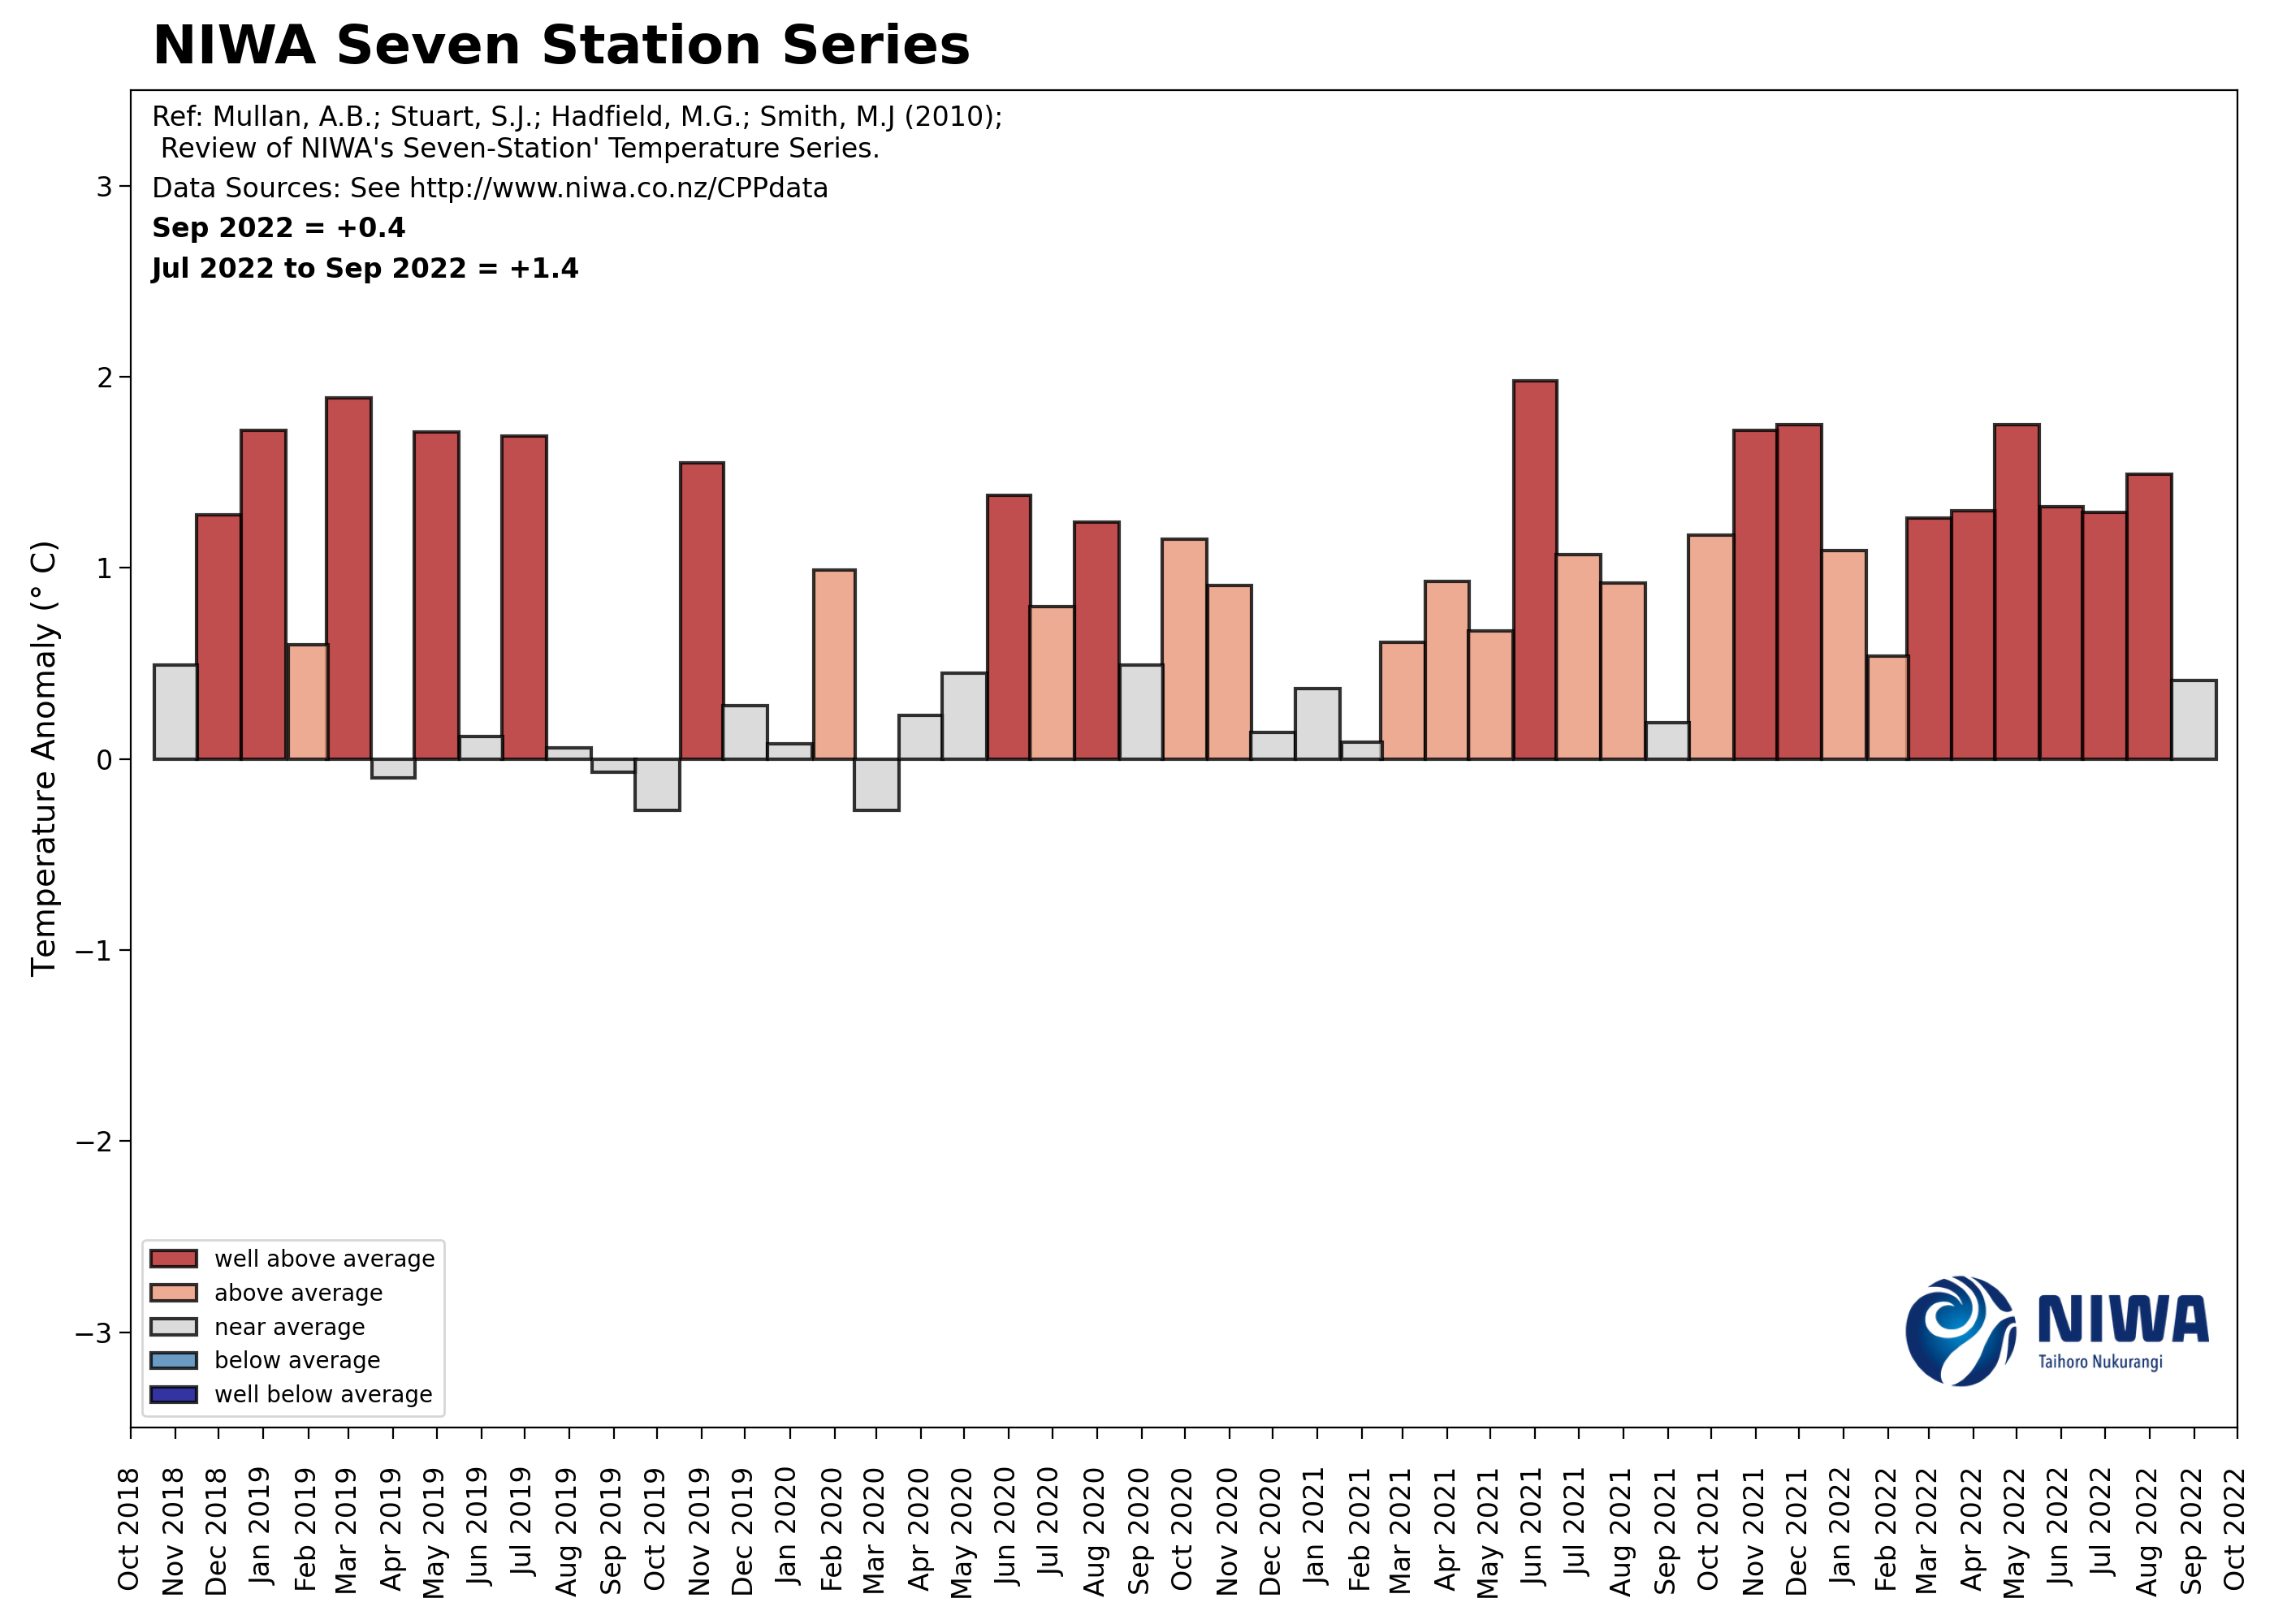 NIWA Seven Station Series
Ref: Mullan, A.B.; Stuart, S.J.; Hadfield, M.G.; Smith, M.J (2010);
Review of NIWA's Seven-Station' Temperature Series.
Data Sources: See http://www.niwa.co.nz/CPPdata
Sep 2022 = +0.4
Jul 2022 to Sep 2022 = +1.4
Temperature Anomaly (° C)
3
2
1
0
−1
−2
−3
well above average
above average
near average
below average
well below average
NIWA
Taihoro Nukurangi
Oct 2018
Nov 2018
Dec 2018
Jan 2019
Feb 2019
Mar 2019
Apr 2019
May 2019
Jun 2019
Jul 2019
Aug 2019
Sep 2019
Oct 2019
Nov 2019
Dec 2019
Jan 2020
Feb 2020
Mar 2020
Apr 2020
May 2020
Jun 2020
Jul 2020
Aug 2020
Sep 2020
Oct 2020
Nov 2020
Dec 2020
Jan 2021
Feb 2021
Mar 2021
Apr 2021
May 2021
Jun 2021
Jul 2021
Aug 2021
Sep 2021
Oct 2021
Nov 2021
Dec 2021
Jan 2022
Feb 2022
Mar 2022
Apr 2022
May 2022
Jun 2022
Jul 2022
Aug 2022
Sep 2022
Oct 2022